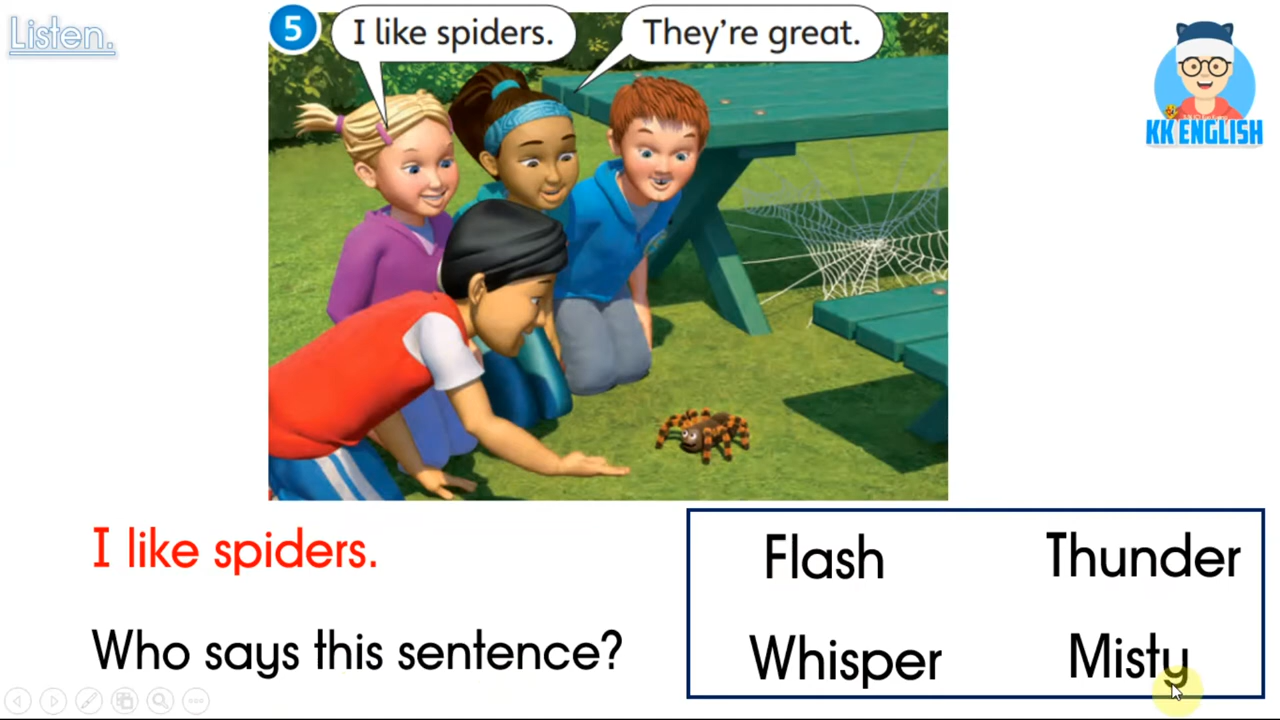 Listen.
5
I like spiders.
They're great.
KK ENGLISH
I like spiders.
Who says this sentence?
Flash
Thunder
Whisper
Misty